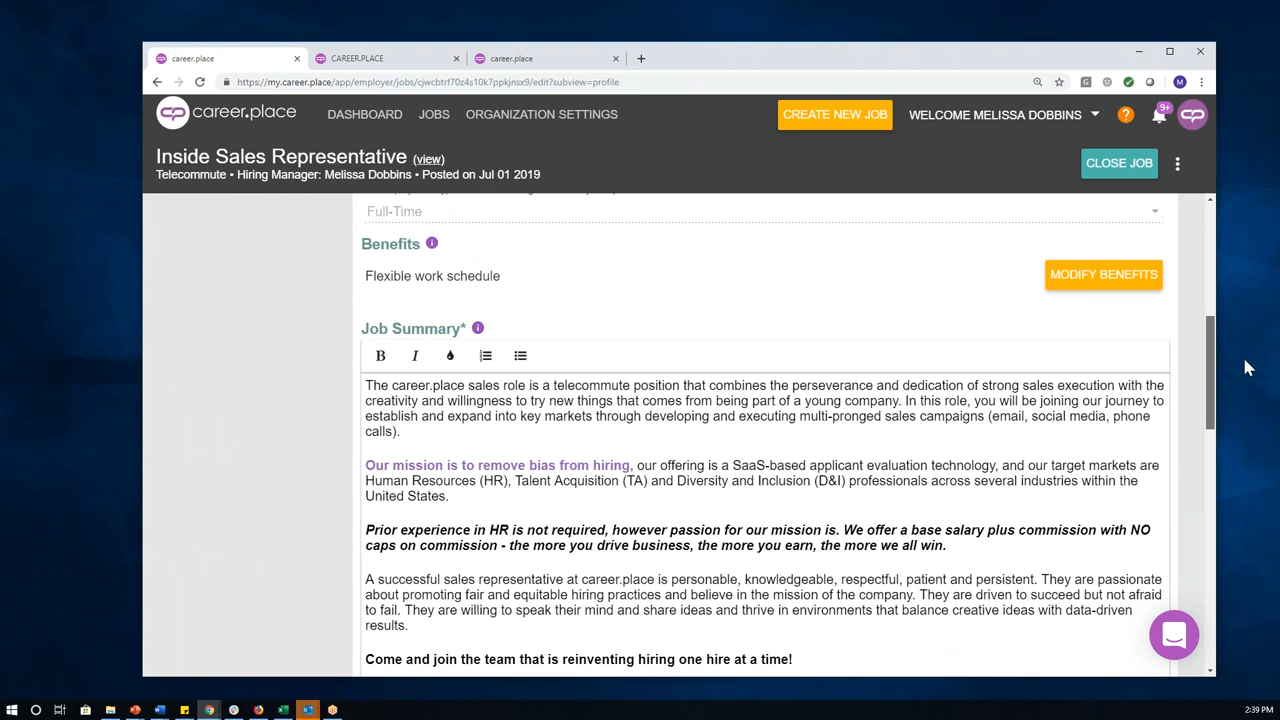 career.place
CAREER.PLACE
career.place
https://my.career.place/app/employer/jobs/cjwcbtrf70z4s10k7ppkjnsx9/edit?subview=profile
M
cp career.place
DASHBOARD
JOBS
ORGANIZATION SETTINGS
CREATE NEW JOB
WELCOME MELISSA DOBBINS
?
9+
cp
Inside Sales Representative (view)
Telecommute • Hiring Manager: Melissa Dobbins • Posted on Jul 01 2019
CLOSE JOB
Full-Time
Benefits i
Flexible work schedule
MODIFY BENEFITS
Job Summary* i
B I
The career.place sales role is a telecommute position that combines the perseverance and dedication of strong sales execution with the
creativity and willingness to try new things that comes from being part of a young company. In this role, you will be joining our journey to
establish and expand into key markets through developing and executing multi-pronged sales campaigns (email, social media, phone
calls).
Our mission is to remove bias from hiring, our offering is a SaaS-based applicant evaluation technology, and our target markets are
Human Resources (HR), Talent Acquisition (TA) and Diversity and Inclusion (D&I) professionals across several industries within the
United States.
Prior experience in HR is not required, however passion for our mission is. We offer a base salary plus commission with NO
caps on commission - the more you drive business, the more you earn, the more we all win.
A successful sales representative at career.place is personable, knowledgeable, respectful, patient and persistent. They are passionate
about promoting fair and equitable hiring practices and believe in the mission of the company. They are driven to succeed but not afraid
to fail. They are willing to speak their mind and share ideas and thrive in environments that balance creative ideas with data-driven
results.
Come and join the team that is reinventing hiring one hire at a time!
2:39 PM